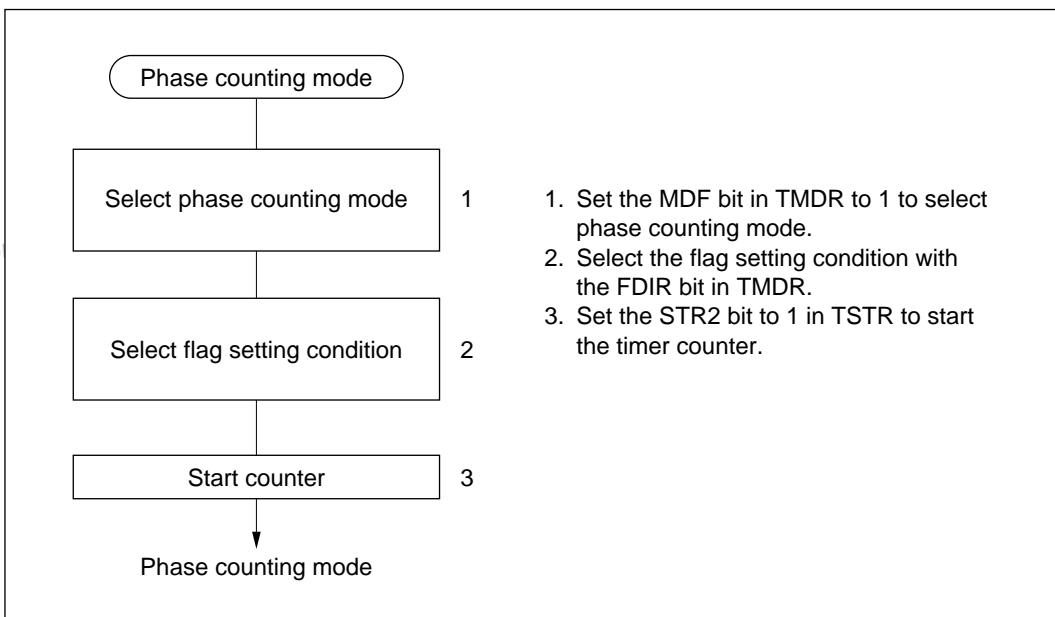 Phase counting mode
Select phase counting mode 1
Select flag setting condition 2
Start counter 3
Phase counting mode
1. Set the MDF bit in TMDR to 1 to select
phase counting mode.
2. Select the flag setting condition with
the FDIR bit in TMDR.
3. Set the STR2 bit to 1 in TSTR to start
the timer counter.